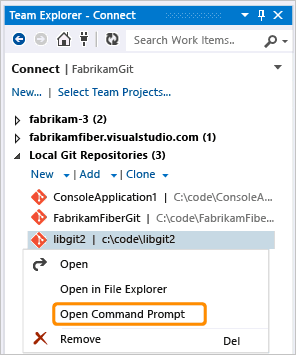 Team Explorer - Connect
Search Work Items...
Connect | FabrikamGit
New... | Select Team Projects...
fabrikam-3 (2)
fabrikamfiber.visualstudio.com (1)
Local Git Repositories (3)
New | Add | Clone
ConsoleApplication1 | C:\code\ConsoleA...
FabrikamFiberGit | C:\code\FabrikamFibe...
libgit2 | c:\code\libgit2
Open
Open in File Explorer
Open Command Prompt
Remove Del